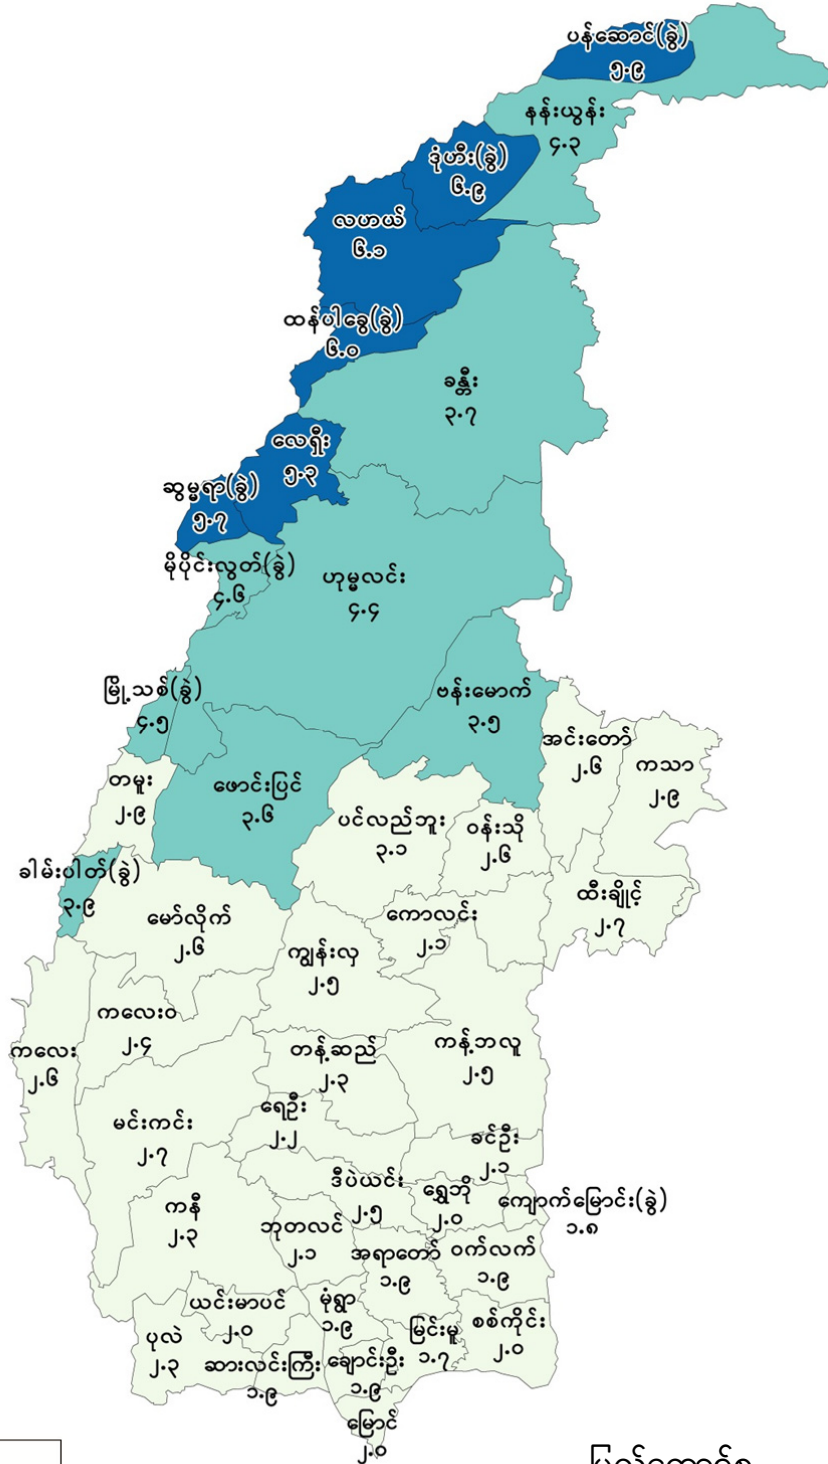 ပန်ဆောင်(ခွဲ)
၅.၉
နန်းယွန်း
၄.၃
ဒုံဟီး(ခွဲ)
၆.၉
လဟယ်
၆.၁
ထန်ပါခွေ(ခွဲ)
၆.၀
ခန္တီး
၃.၇
လေရှီး
၅.၃
ဆွမ္မရာ(ခွဲ)
၅.၇
မိုပိုင်းလွတ်(ခွဲ)
၄.၆
ဟုမ္မလင်း
၄.၄
မြို့သစ်(ခွဲ)
၄.၅
ဗန်းမောက်
၃.၅
အင်းတော်
၂.၆
ကသာ
၂.၉
တမူး
၂.၉
ဖောင်းပြင်
၃.၆
ပင်လည်ဘူး
၃.၁
ဝန်းသို
၂.၆
ခါမ်းပါတ်(ခွဲ)
၃.၉
မော်လိုက်
၂.၆
ကောလင်း
၂.၁
ထီးချိုင့်
၂.၇
ကျွန်းလှ
၂.၅
ကလေးဝ
၂.၄
ကလေး
၂.၆
တန့်ဆည်
၂.၃
ကန့်ဘလူ
၂.၅
ရေဦး
၂.၂
မင်းကင်း
၂.၇
ခင်ဦး
၂.၁
ဒီပဲယင်း
၂.၅
ရွှေဘို
၂.၀
ကျောက်မြောင်း(ခွဲ)
၁.၈
ကနီ
၂.၃
ဘုတလင်
၂.၁
အရာတော်
၁.၉
ဝက်လက်
၁.၉
ယင်းမာပင်
၂.၀
မုံရွာ
၁.၉
မြင်းမူ
၁.၇
စစ်ကိုင်း
၂.၀
ပုလဲ
၂.၃
ဆားလင်းကြီး
၁.၉
ချောင်းဦး
၁.၉
မြောင်
၂.၀